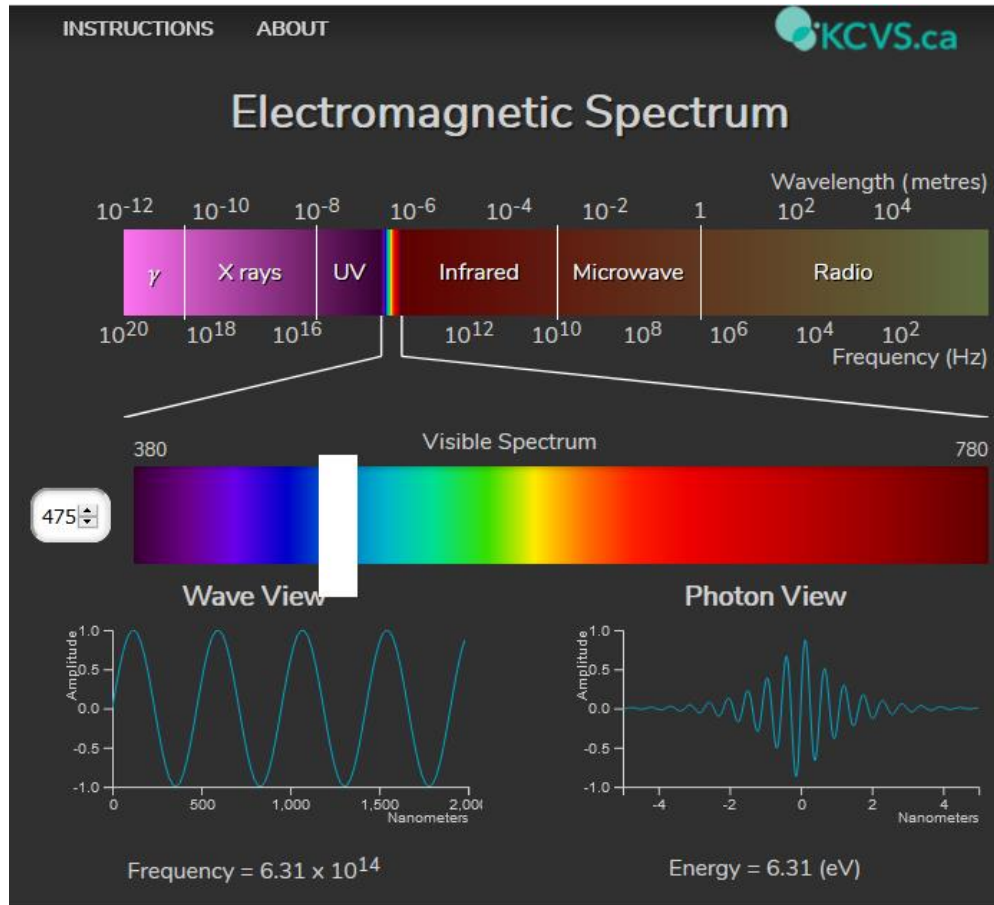 INSTRUCTIONS ABOUT KCVS.ca
Electromagnetic Spectrum
Wavelength (metres)
10-12 10-10 10-8 10-6 10-4 10-2 1 102 104
γ X rays UV Infrared Microwave Radio
1020 1018 1016 1012 1010 108 106 104 102
Frequency (Hz)
380 Visible Spectrum 780
475
Wave View Photon View
Amplitude
1.0
0.5
0.0
-0.5
-1.0
0 500 1,000 1,500 2,00
Nanometers
Amplitude
1.0
0.5
0.0
-0.5
-1.0
-4 -2 0 2 4
Nanometers
Frequency = 6.31 x 1014 Energy = 6.31 (eV)